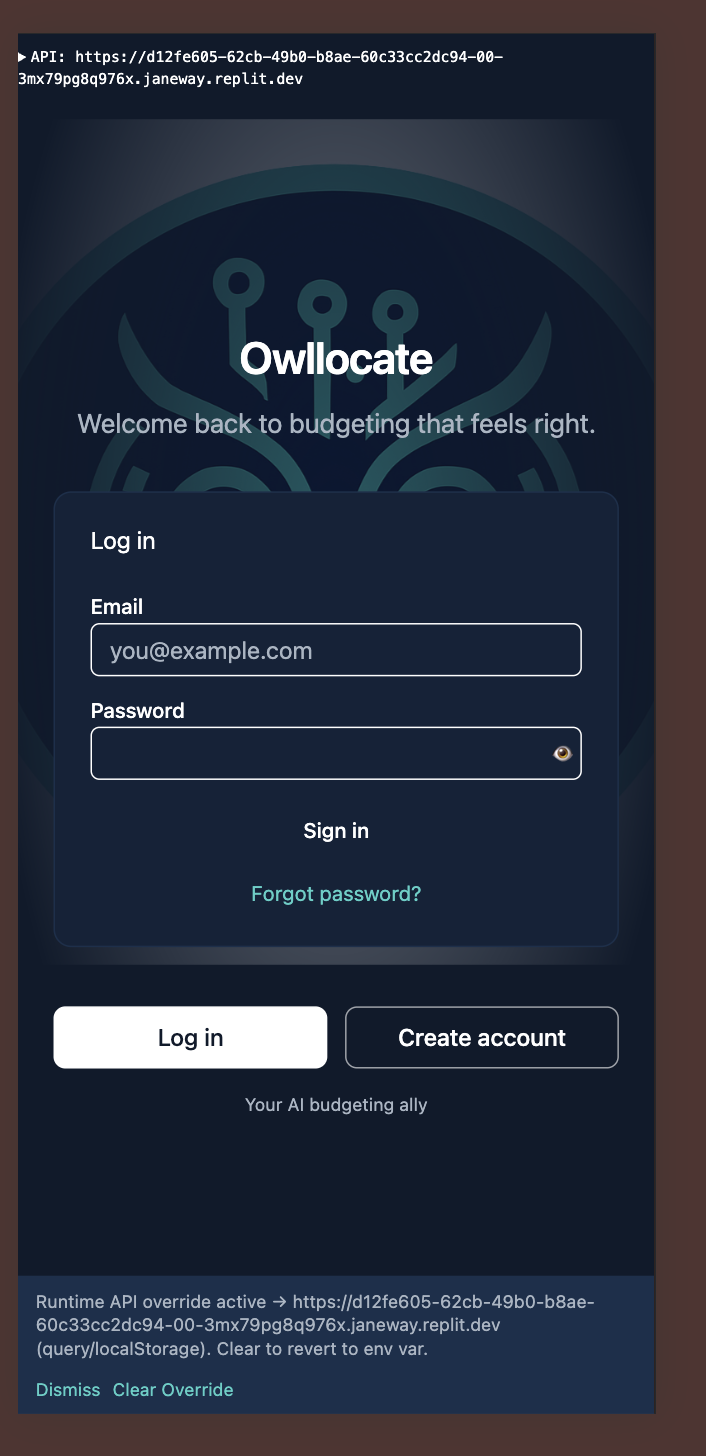 ▶ API: https://d12fe605-62cb-49b0-b8ae-60c33cc2dc94-00-
3mx79pg8q976x.janeway.replit.dev
Owllocate
Welcome back to budgeting that feels right.
Log in
Email
you@example.com
Password
Sign in
Forgot password?
Log in
Create account
Your AI budgeting ally
Runtime API override active → https://d12fe605-62cb-49b0-b8ae-
60c33cc2dc94-00-3mx79pg8q976x.janeway.replit.dev
(query/localStorage). Clear to revert to env var.
Dismiss Clear Override